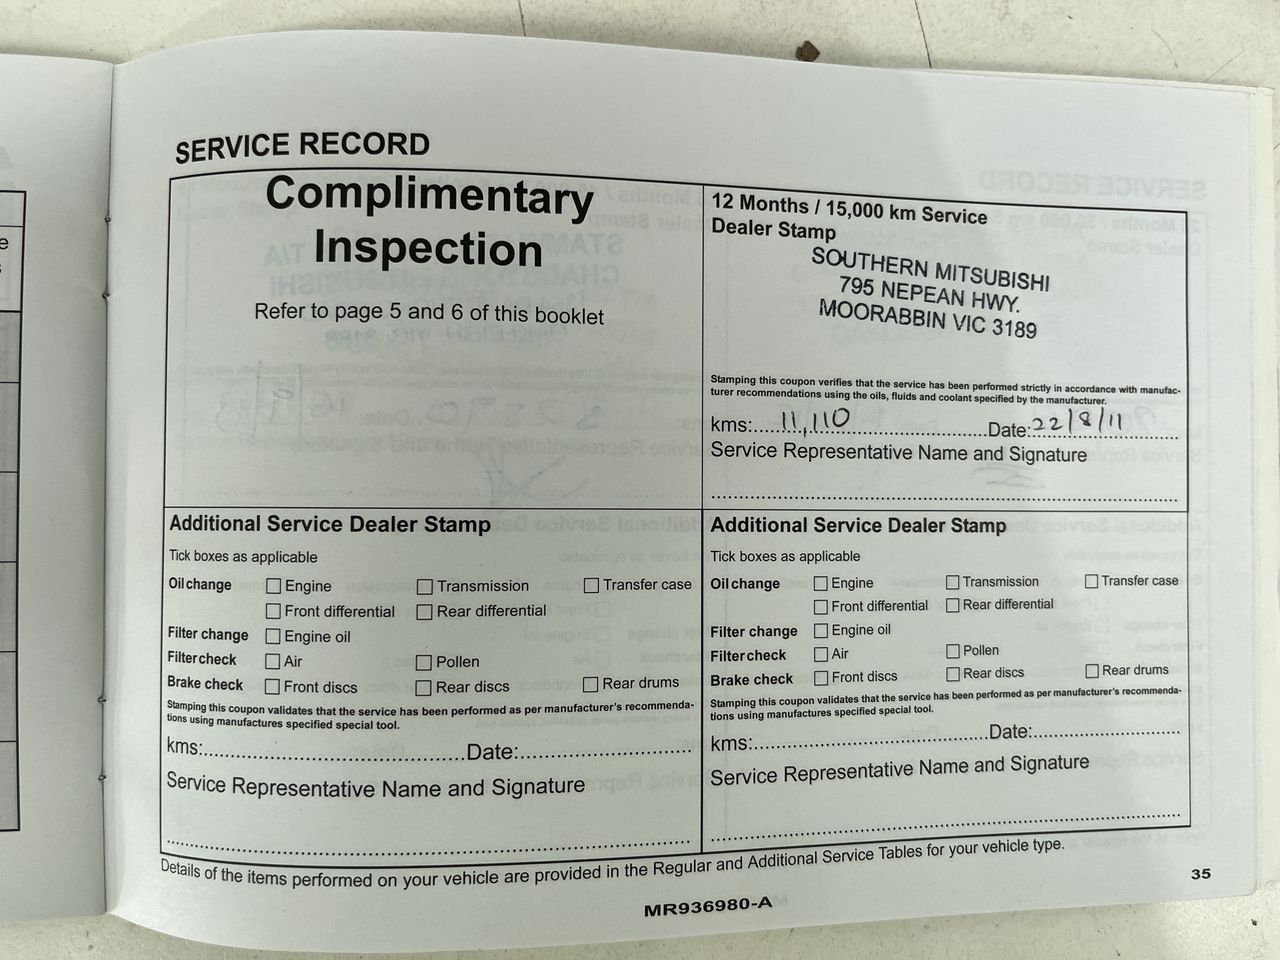 SERVICE RECORD
Complimentary
Inspection
Refer to page 5 and 6 of this booklet
12 Months / 15,000 km Service
Dealer Stamp
SOUTHERN MITSUBISHI
795 NEPEAN HWY.
MOORABBIN VIC 3189
Stamping this coupon verifies that the service has been performed strictly in accordance with manufac-
turer recommendations using the oils, fluids and coolant specified by the manufacturer.
kms: 11,110 Date: 22/8/11
Service Representative Name and Signature
Additional Service Dealer Stamp
Tick boxes as applicable
Oil change Engine Transmission Transfer case
Front differential Rear differential
Filter change Engine oil
Filter check Air Pollen
Brake check Front discs Rear discs Rear drums
Stamping this coupon validates that the service has been performed as per manufacturer's recommenda-
tions using manufactures specified special tool.
kms: Date:
Service Representative Name and Signature
Additional Service Dealer Stamp
Tick boxes as applicable
Oil change Engine Transmission Transfer case
Front differential Rear differential
Filter change Engine oil
Filter check Air Pollen
Brake check Front discs Rear discs Rear drums
Stamping this coupon validates that the service has been performed as per manufacturer's recommenda-
tions using manufactures specified special tool.
kms: Date:
Service Representative Name and Signature
Details of the items performed on your vehicle are provided in the Regular and Additional Service Tables for your vehicle type.
35
MR936980-A